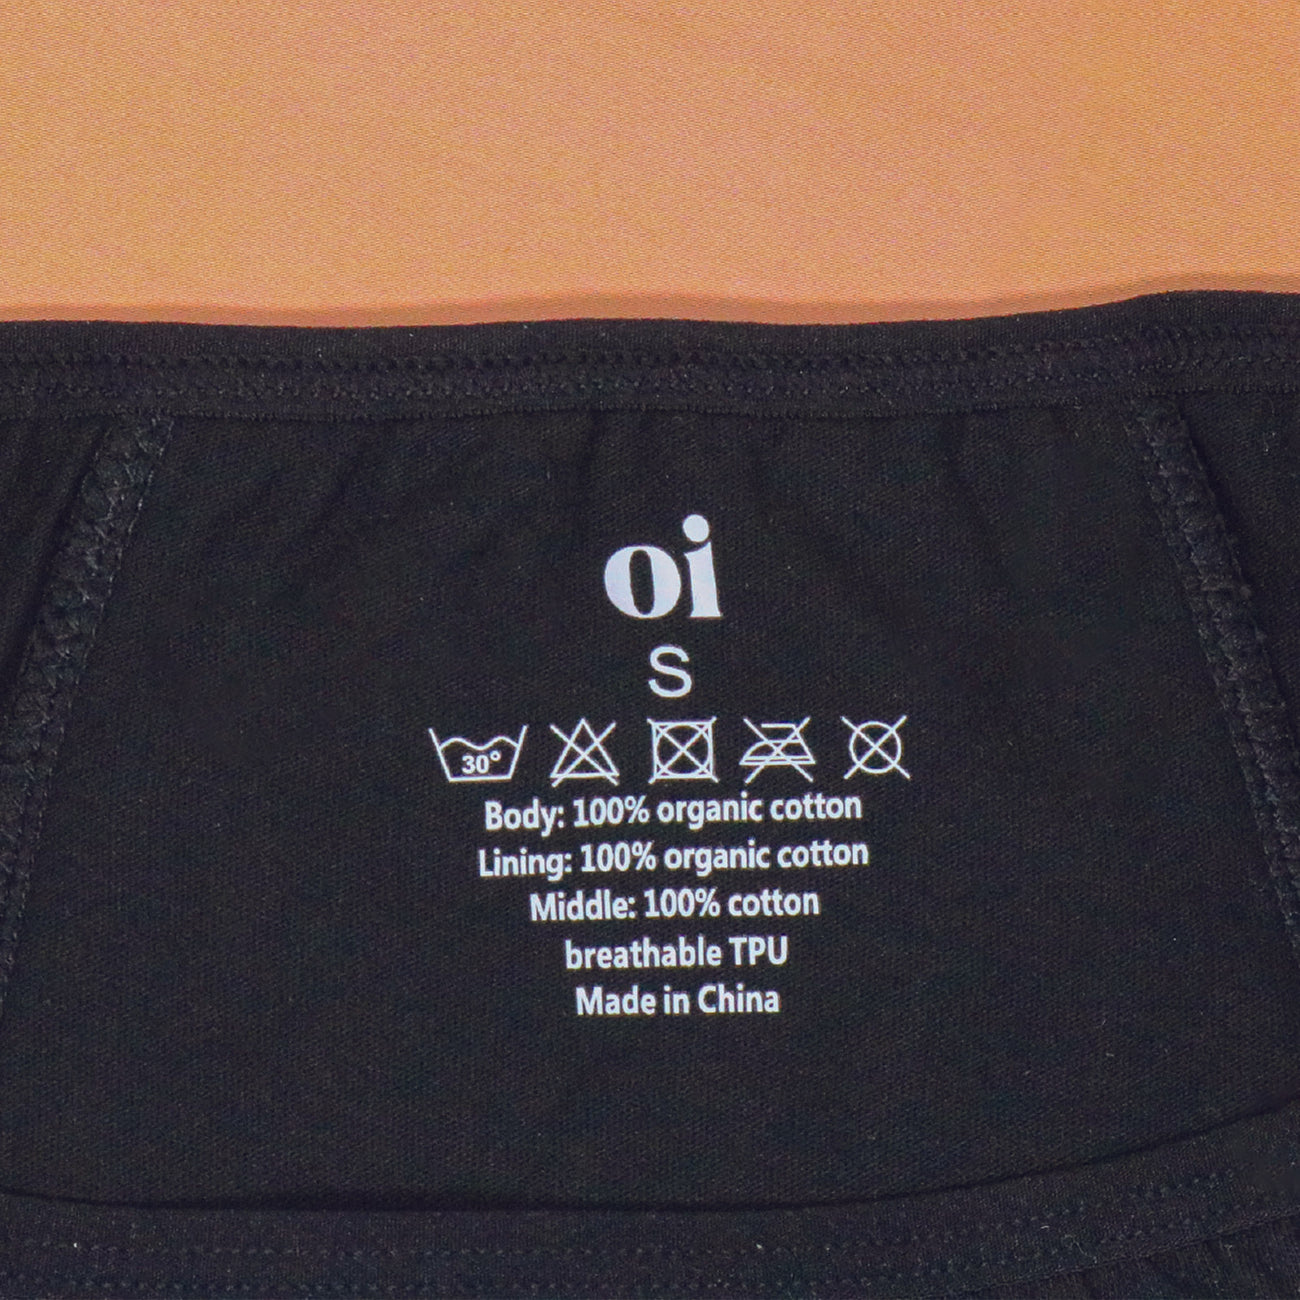 oi
S
30°
Body: 100% organic cotton
Lining: 100% organic cotton
Middle: 100% cotton
breathable TPU
Made in China